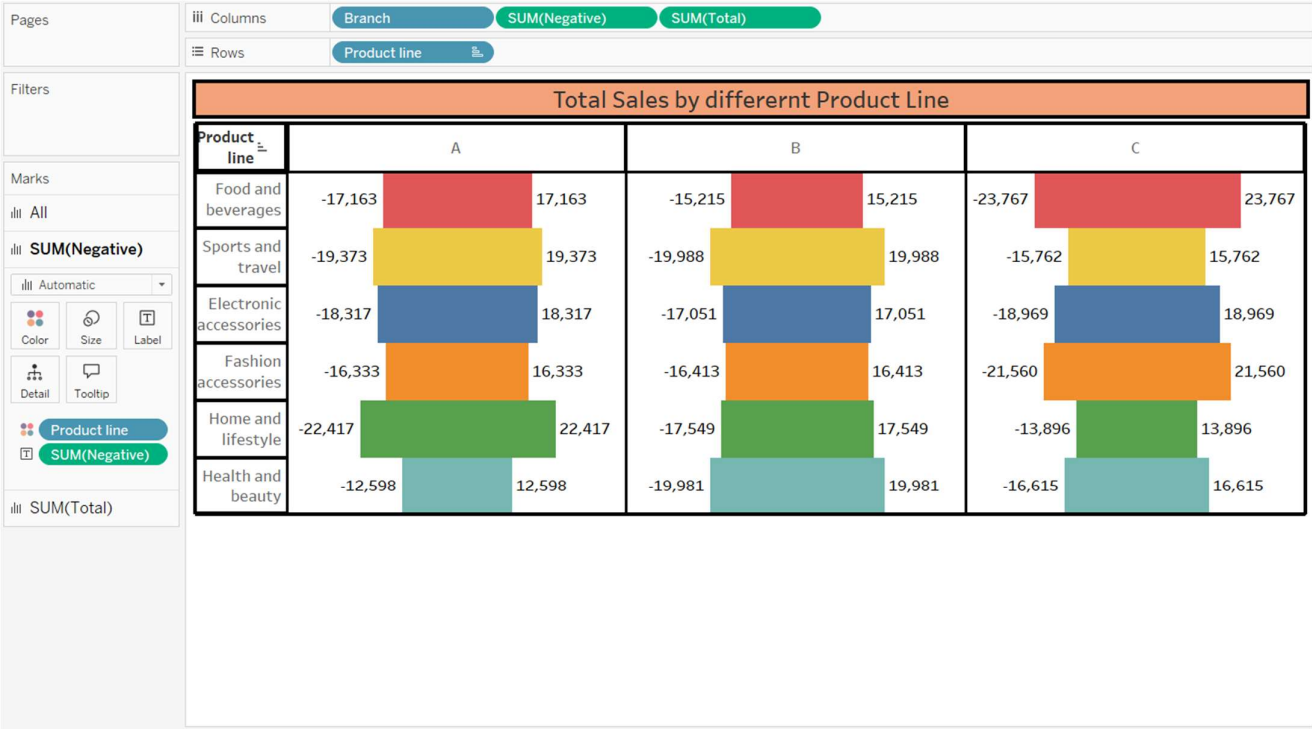 Pages
Columns
Branch
SUM(Negative)
SUM(Total)
Rows
Product line
Filters
Marks
All
SUM(Negative)
Automatic
Color
Size
Label
Detail
Tooltip
Product line
SUM(Negative)
SUM(Total)
Total Sales by differernt Product Line
Product
line
A
B
C
Food and
beverages
-17,163
17,163
-15,215
15,215
-23,767
23,767
Sports and
travel
-19,373
19,373
-19,988
19,988
-15,762
15,762
Electronic
accessories
-18,317
18,317
-17,051
17,051
-18,969
18,969
Fashion
accessories
-16,333
16,333
-16,413
16,413
-21,560
21,560
Home and
lifestyle
-22,417
22,417
-17,549
17,549
-13,896
13,896
Health and
beauty
-12,598
12,598
-19,981
19,981
-16,615
16,615